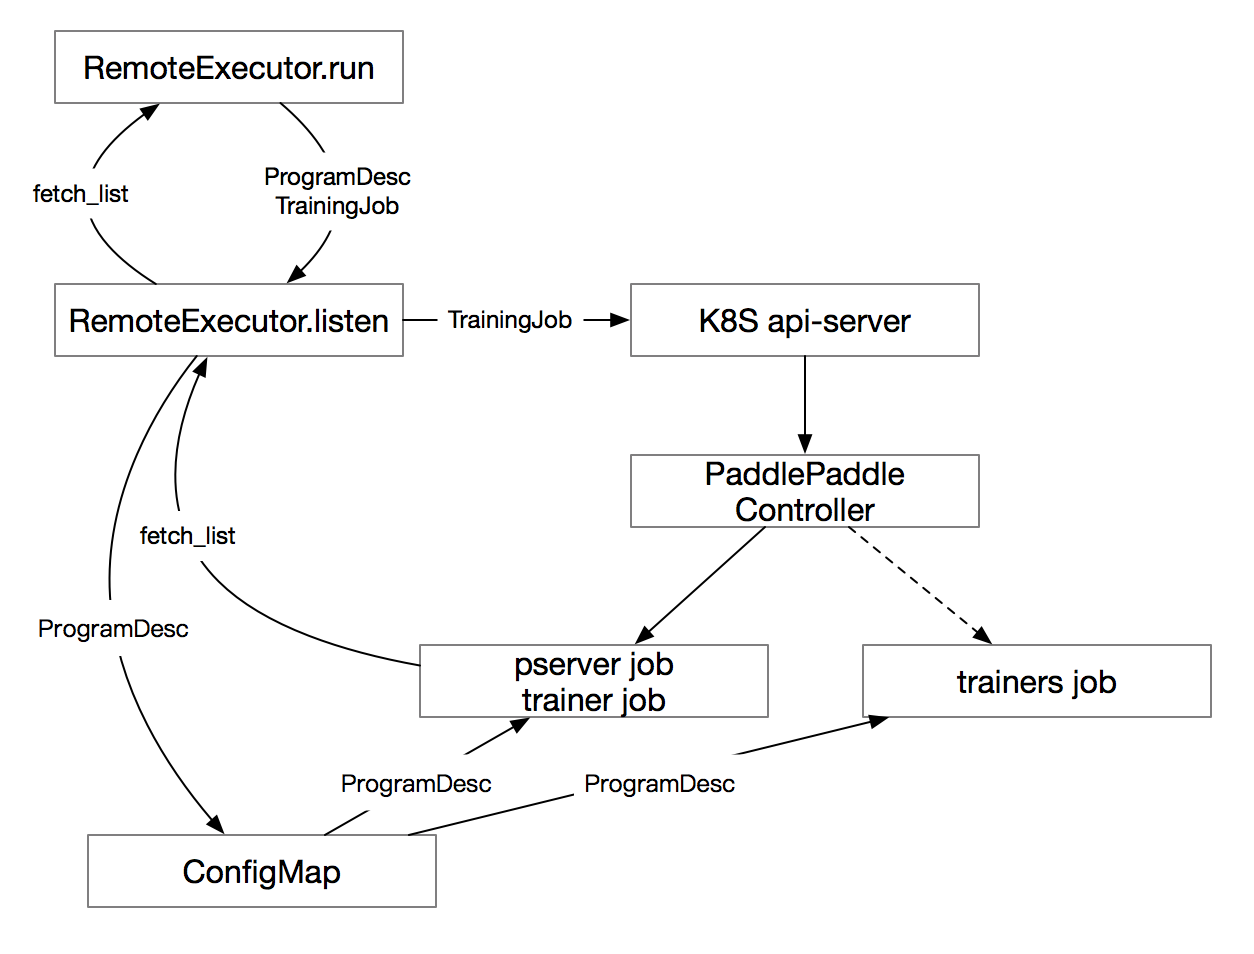 RemoteExecutor.run
ProgramDesc
TrainingJob
fetch_list
RemoteExecutor.listen
TrainingJob
K8S api-server
PaddlePaddle
Controller
fetch_list
ProgramDesc
pserver job
trainer job
trainers job
ProgramDesc
ProgramDesc
ConfigMap